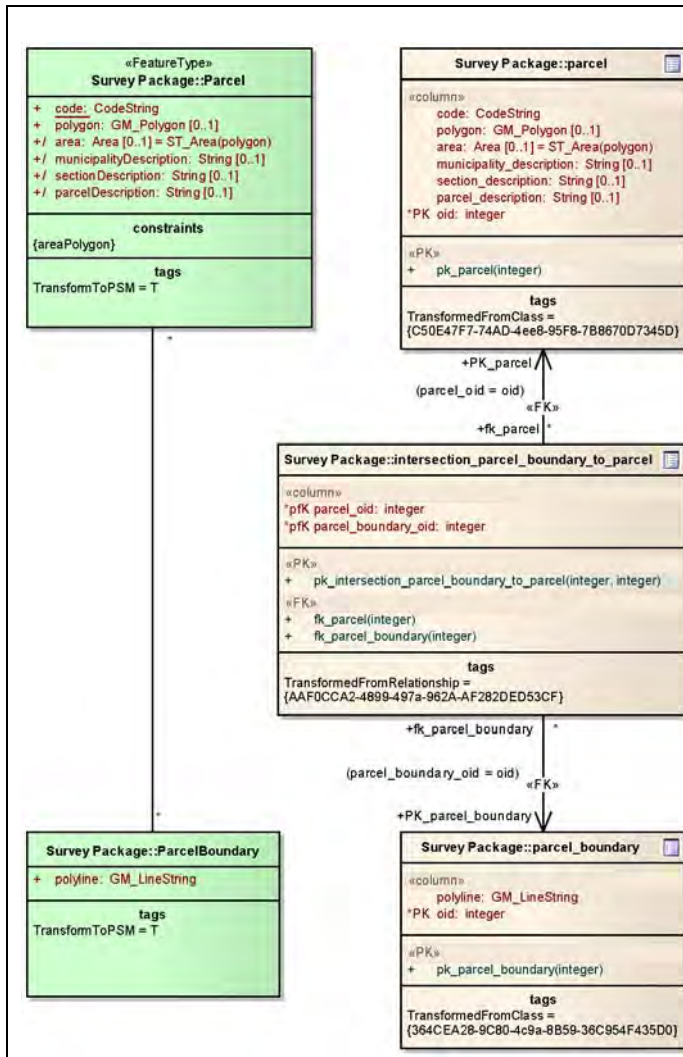 «FeatureType»
Survey Package::Parcel
+ code: CodeString
+ polygon: GM_Polygon [0..1]
+/ area: Area [0..1] = ST_Area(polygon)
+/ municipalityDescription: String [0..1]
+/ sectionDescription: String [0..1]
+/ parcelDescription: String [0..1]
constraints
{areaPolygon}
tags
TransformToPSM = T
*
*
Survey Package::ParcelBoundary
+ polyline: GM_LineString
tags
TransformToPSM = T
Survey Package::parcel
«column»
code: CodeString
polygon: GM_Polygon [0..1]
area: Area [0..1] = ST_Area(polygon)
municipality_description: String [0..1]
section_description: String [0..1]
parcel_description: String [0..1]
*PK oid: integer
«PK»
+ pk_parcel(integer)
tags
TransformedFromClass =
{C50E47F7-74AD-4ee8-95F8-7B8670D7345D}
+PK_parcel
(parcel_oid = oid)
«FK»
+fk_parcel *
Survey Package::intersection_parcel_boundary_to_parcel
«column»
*pfK parcel_oid: integer
*pfK parcel_boundary_oid: integer
«PK»
+ pk_intersection_parcel_boundary_to_parcel(integer, integer)
«FK»
+ fk_parcel(integer)
+ fk_parcel_boundary(integer)
tags
TransformedFromRelationship =
{AAF0CCA2-4899-497a-962A-AF282DED53CF}
+fk_parcel_boundary *
(parcel_boundary_oid = oid)
«FK»
+PK_parcel_boundary
Survey Package::parcel_boundary
«column»
polyline: GM_LineString
*PK oid: integer
«PK»
+ pk_parcel_boundary(integer)
tags
TransformedFromClass =
{364CEA28-9C80-4c9a-8B59-36C954F435D0}